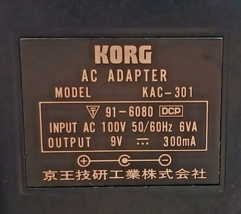 KORG
AC ADAPTER
MODEL KAC-301
91-6080 DCP
INPUT AC 100V 50/60Hz 6VA
OUTPUT 9V 300mA
京王技研工業株式会社